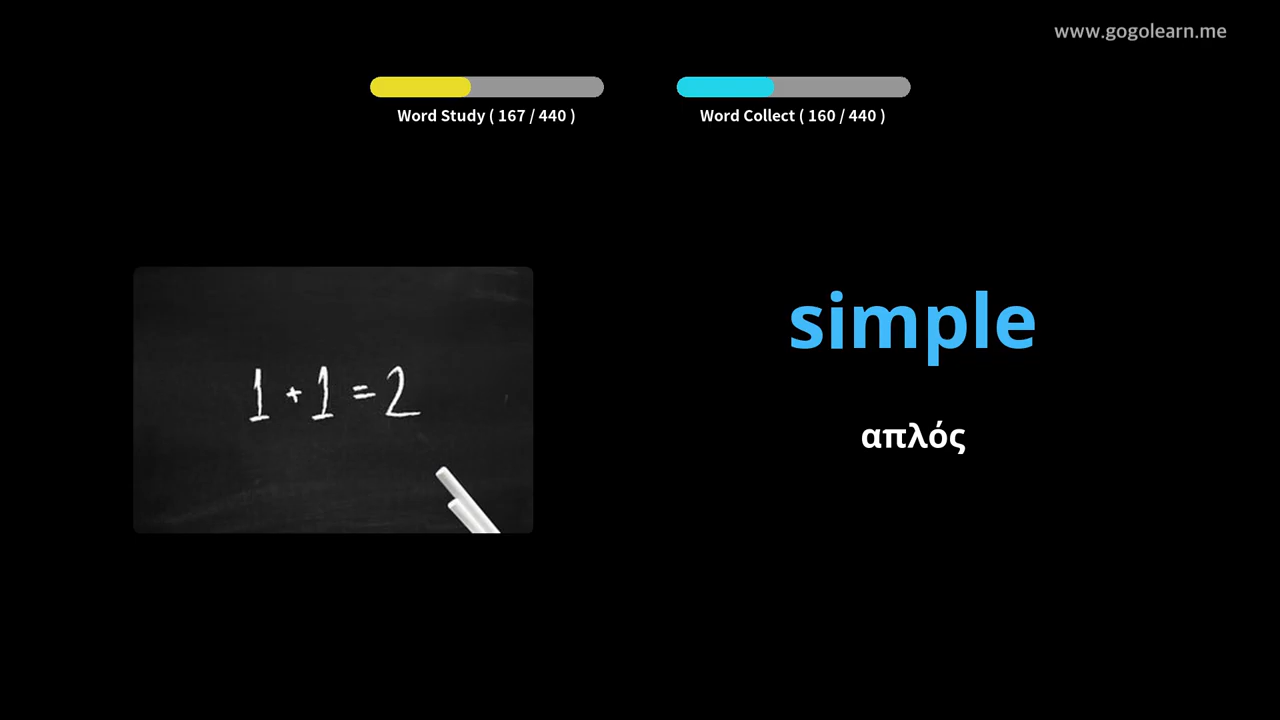 www.gogolearn.me
Word Study ( 167 / 440 )
Word Collect ( 160 / 440 )
1 + 1 = 2
simple
απλός